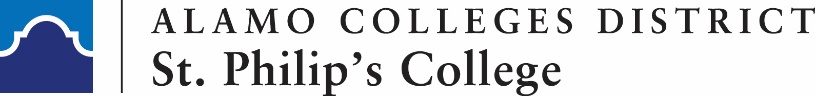 ALAMO COLLEGES DISTRICT
St. Philip's College